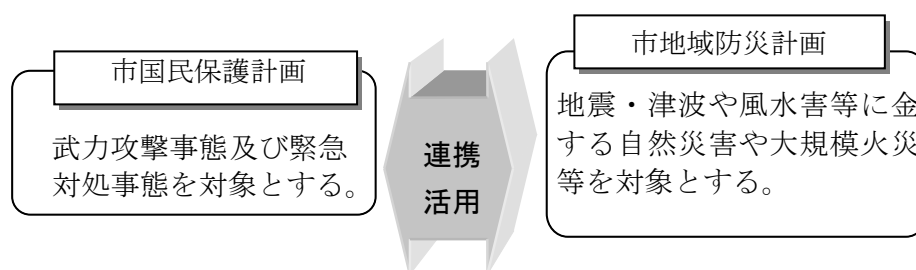 市国民保護計画
武力攻撃事態及び緊急
対処事態を対象とする。
連携
活用
市地域防災計画
地震・津波や風水害等に金
する自然災害や大規模火災
等を対象とする。